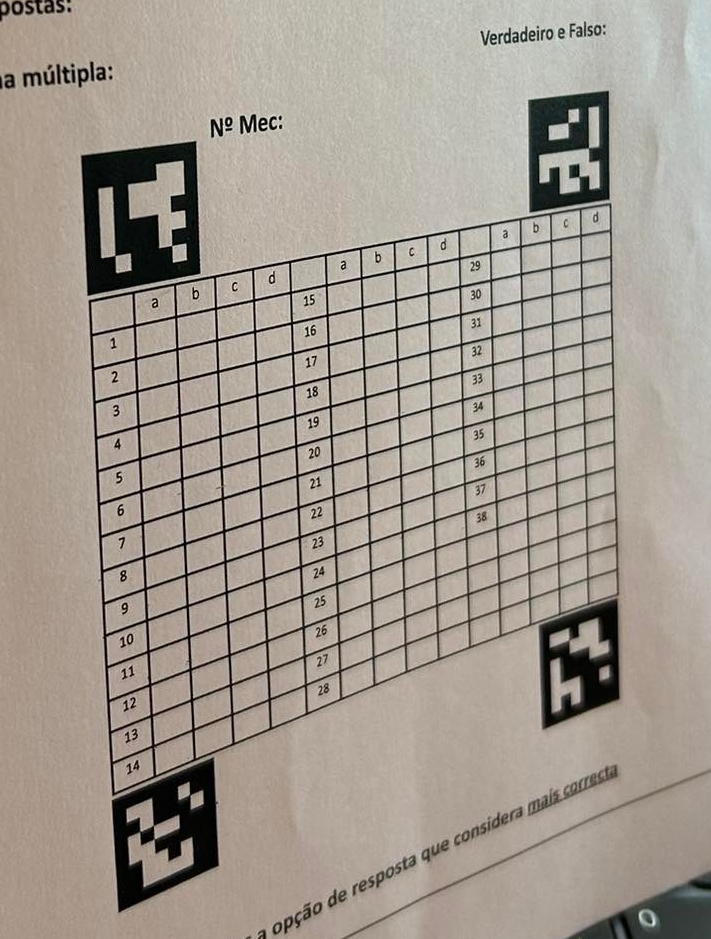 postas:
Verdadeiro e Falso:
múltipla:
Nº Mec:
a b c d a b c d a b c d
1 15 29
2 16 30
3 17 31
4 18 32
5 19 33
6 20 34
7 21 35
8 22 36
9 23 37
10 24 38
11 25
12 26
13 27
14 28
a opção de resposta que considera mais correcta